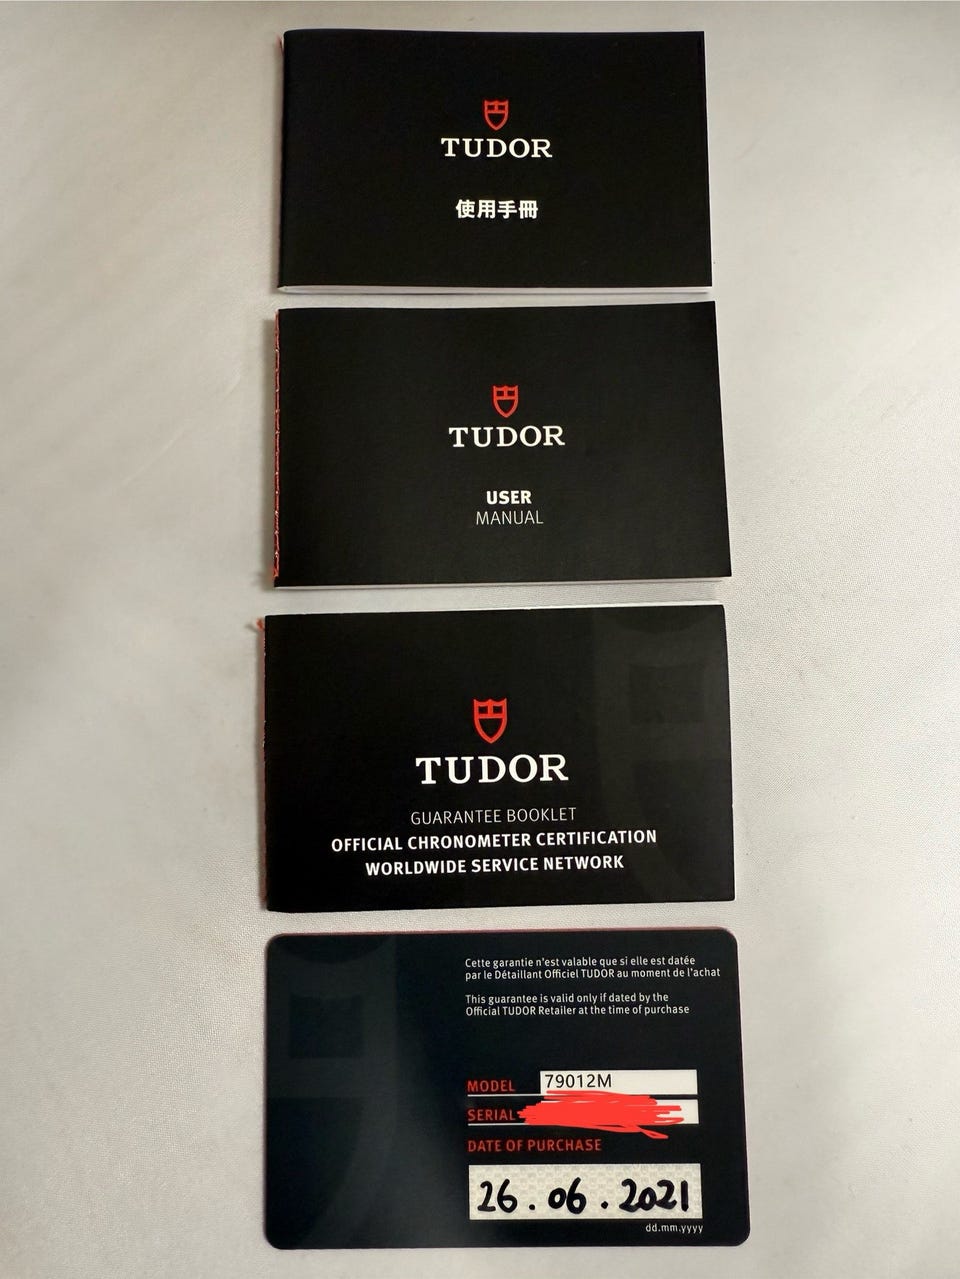 TUDOR
使用手冊
TUDOR
USER
MANUAL
TUDOR
GUARANTEE BOOKLET
OFFICIAL CHRONOMETER CERTIFICATION
WORLDWIDE SERVICE NETWORK
Cette garantie n'est valable que si elle est datée
par le Détaillant Officiel TUDOR au moment de l'achat
This guarantee is valid only if dated by the
Official TUDOR Retailer at the time of purchase
MODEL 79012M
SERIAL
DATE OF PURCHASE
26.06.2021
dd.mm.yyyy